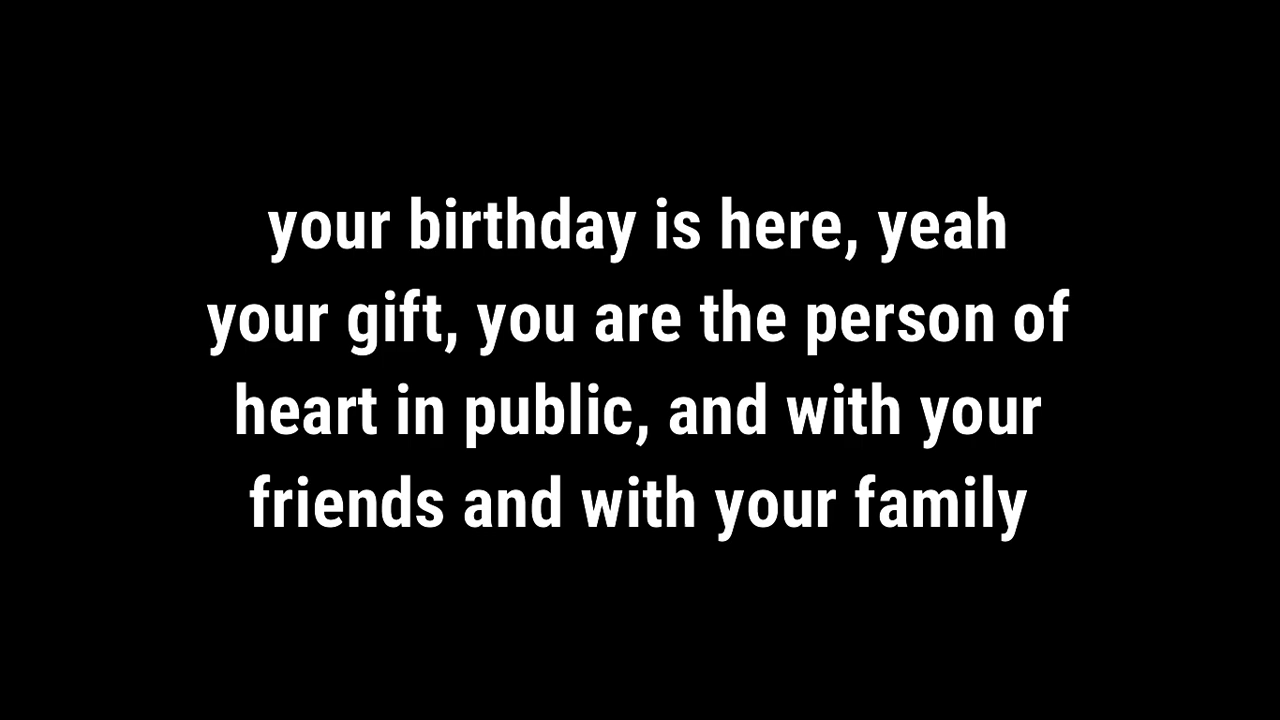 your birthday is here, yeah
your gift, you are the person of
heart in public, and with your
friends and with your family